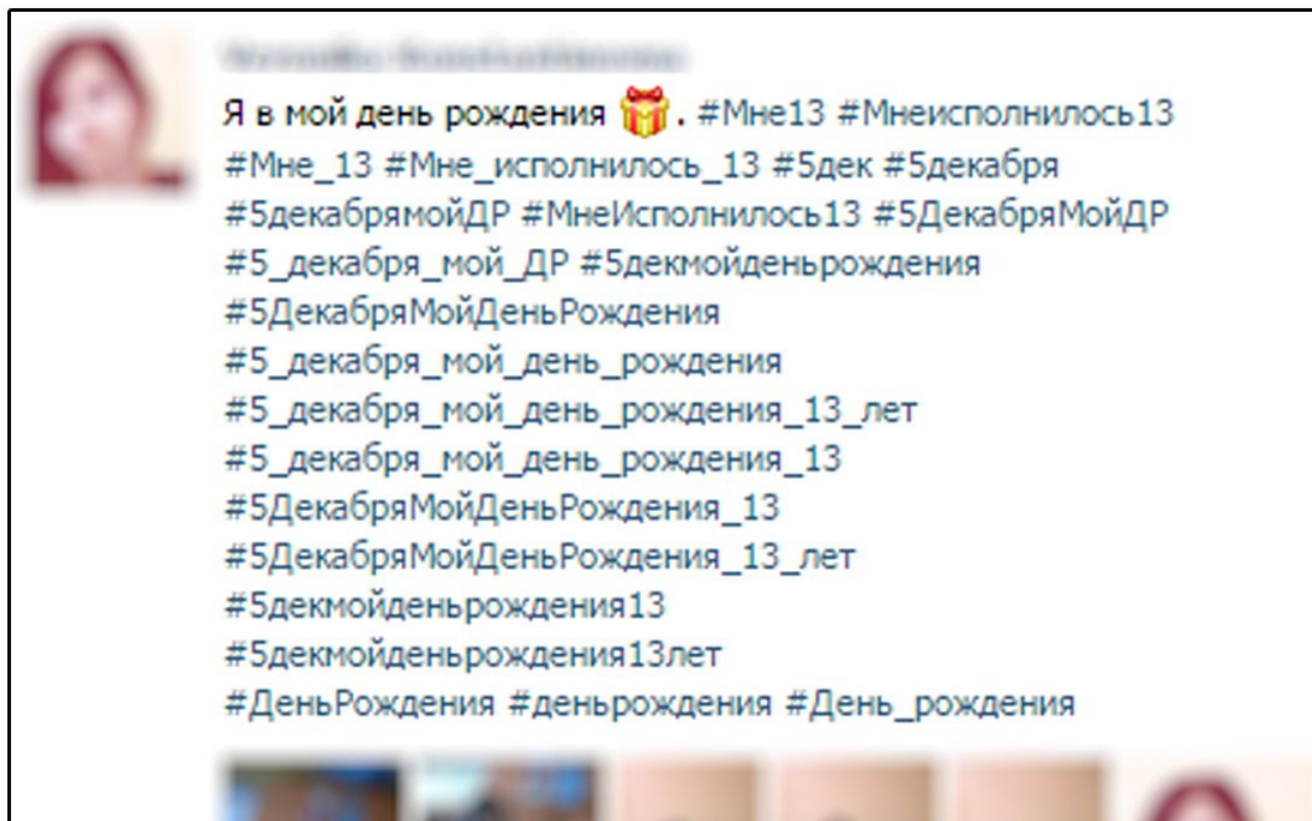 Я в мой день рождения 🎁. #Мне13 #Мнеисполнилось13
#Мне_13 #Мне_исполнилось_13 #5дек #5декабря
#5декабрямойДР #МнеИсполнилось13 #5ДекабряМойДР
#5_декабря_мой_ДР #5декмойденьрождения
#5ДекабряМойДеньРождения
#5_декабря_мой_день_рождения
#5_декабря_мой_день_рождения_13_лет
#5_декабря_мой_день_рождения_13
#5ДекабряМойДеньРождения_13
#5ДекабряМойДеньРождения_13_лет
#5декмойденьрождения13
#5декмойденьрождения13лет
#ДеньРождения #деньрождения #День_рождения